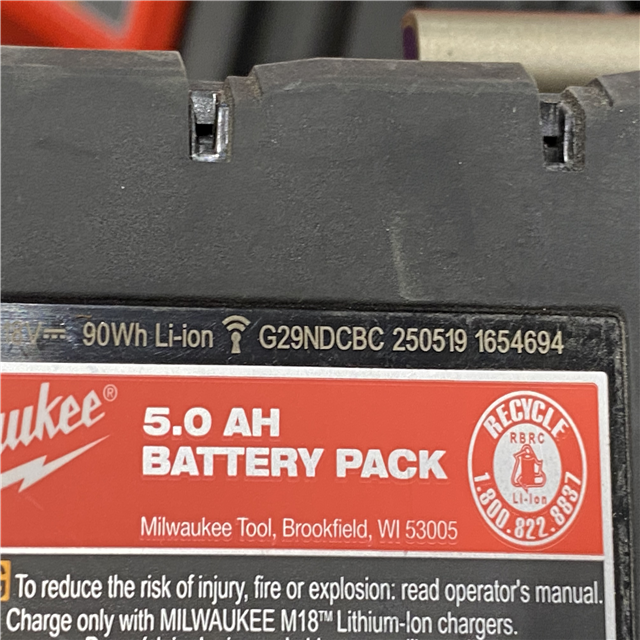 V 90Wh Li-ion G29NDCBC 250519 1654694
ukee®
5.0 AH
BATTERY PACK
Milwaukee Tool, Brookfield, WI 53005
RECYCLE
RBRC
Li-Ion
1.800.822.8837
To reduce the risk of injury, fire or explosion: read operator's manual.
Charge only with MILWAUKEE M18™ Lithium-Ion chargers.